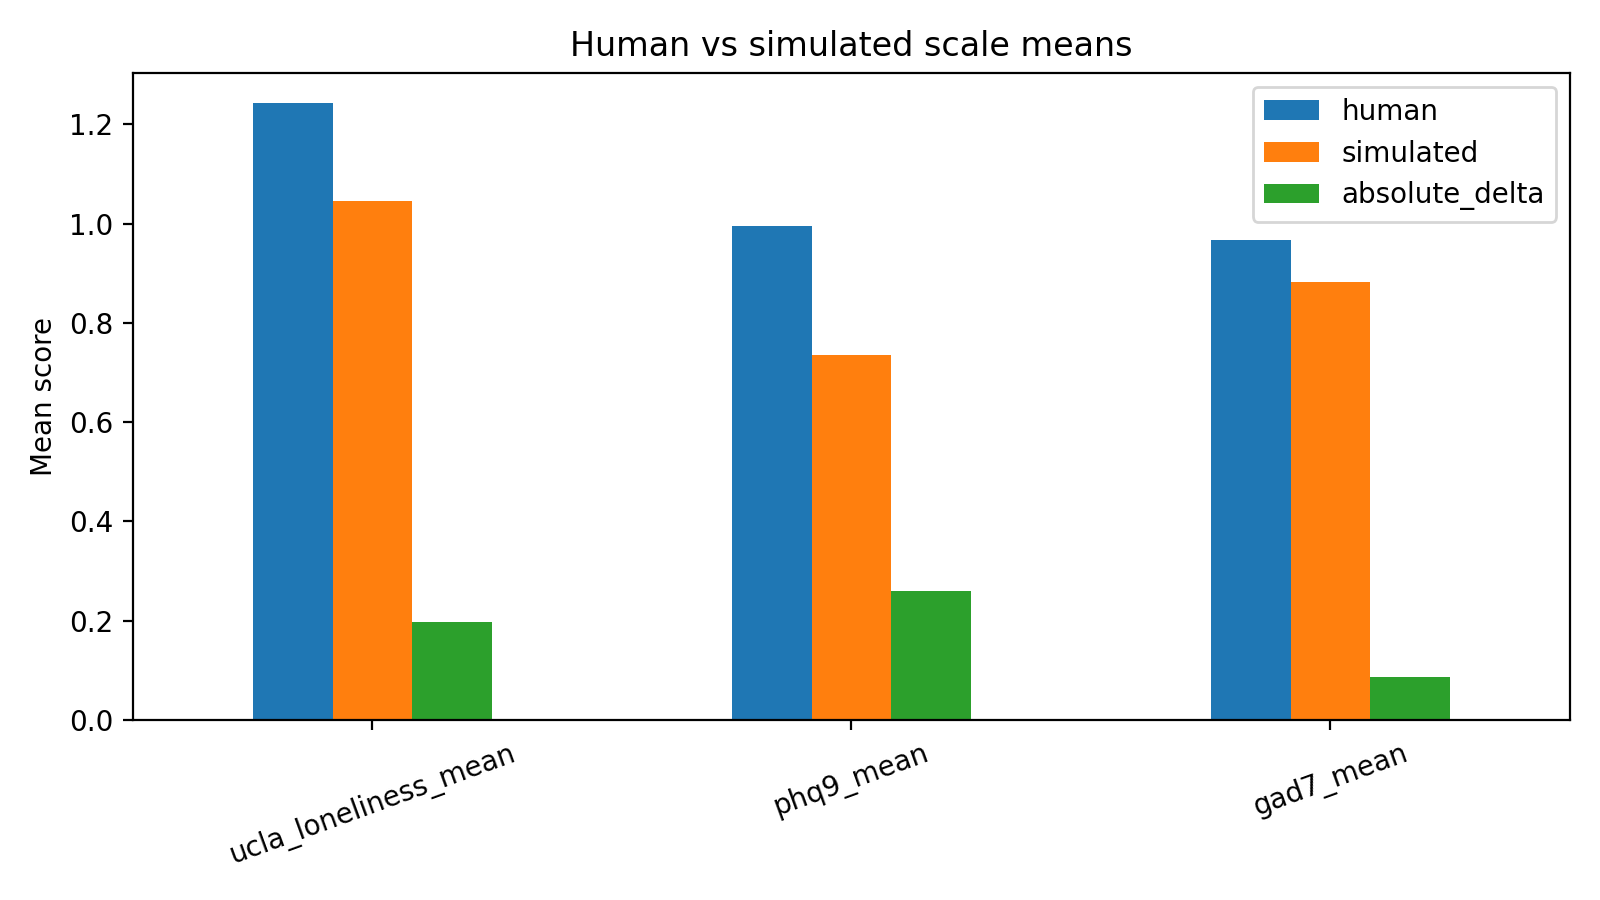 Human vs simulated scale means
human
simulated
absolute_delta
Mean score
1.2
1.0
0.8
0.6
0.4
0.2
0.0
ucla_loneliness_mean
phq9_mean
gad7_mean